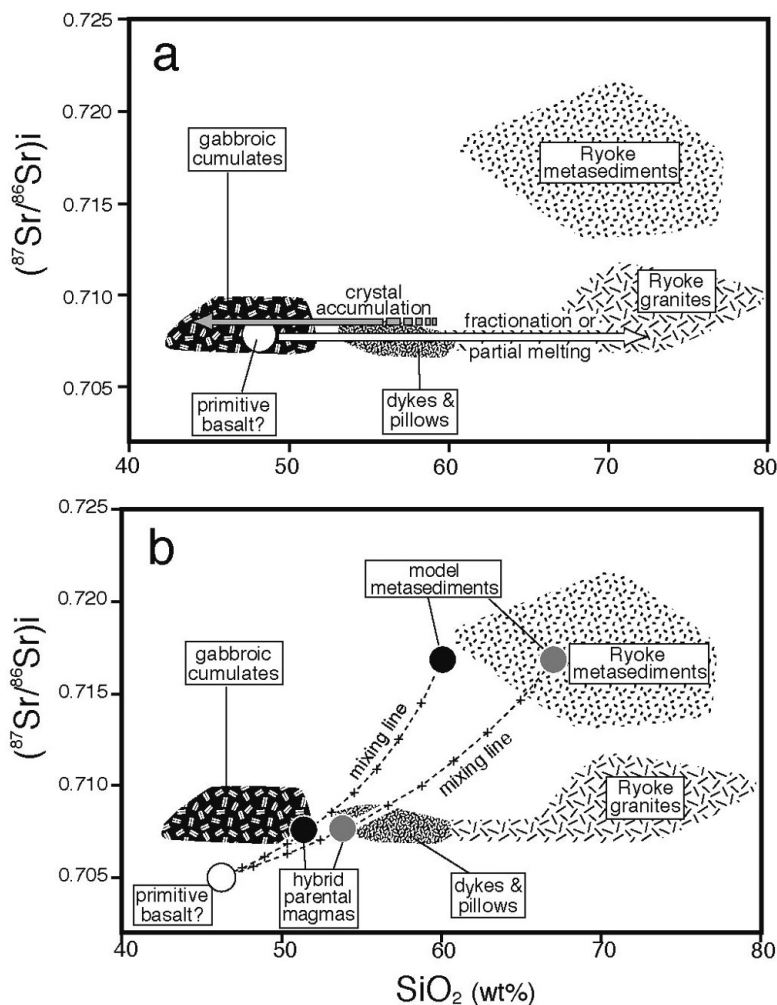 0.725
a
0.720
gabbroic
cumulates
Ryoke
metasediments
(87Sr/86Sr)i
0.715
0.710
crystal
accumulation
Ryoke
granites
fractionation or
partial melting
0.705
primitive
basalt?
dykes &
pillows
40
50
60
70
80
0.725
b
model
metasediments
0.720
gabbroic
cumulates
Ryoke
metasediments
(87Sr/86Sr)i
0.715
mixing line
mixing line
0.710
Ryoke
granites
0.705
primitive
basalt?
hybrid
parental
magmas
dykes &
pillows
40
50
60
70
80
SiO2 (wt%)